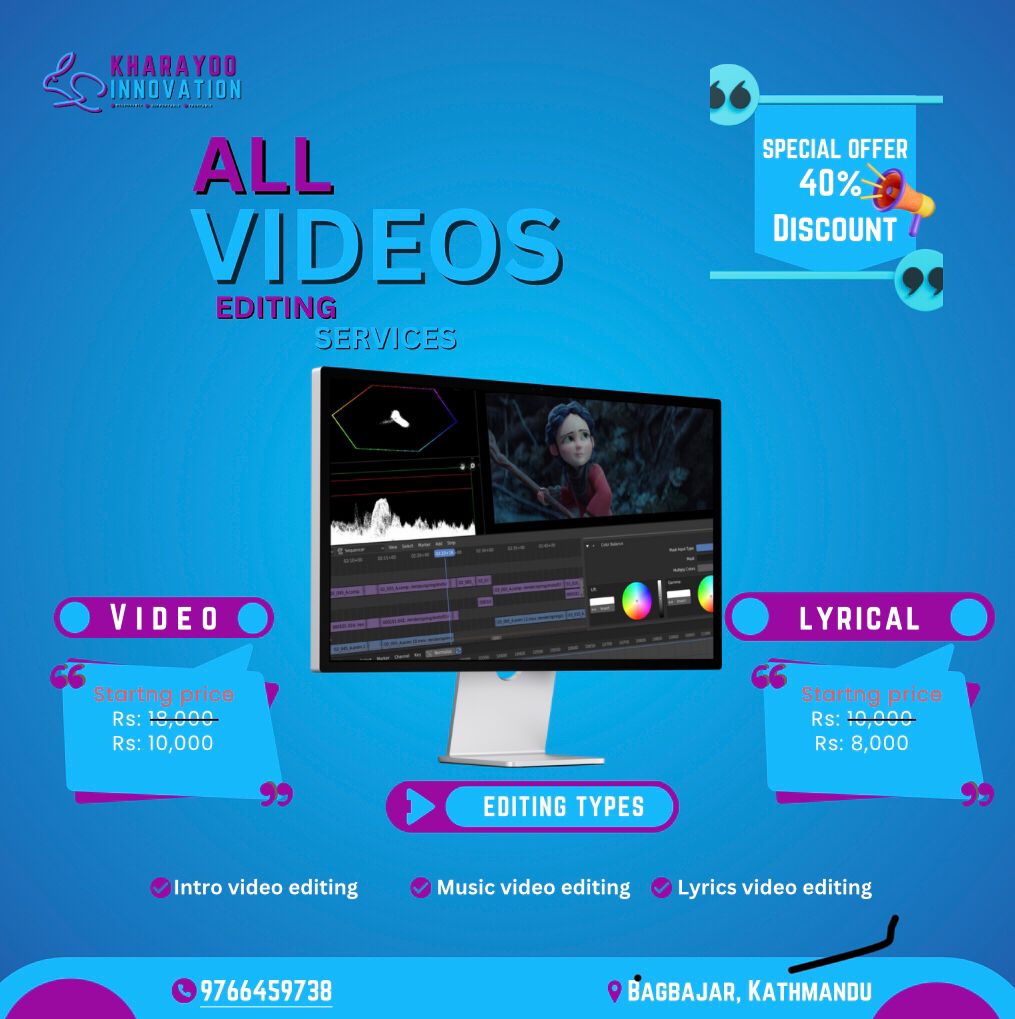 KHARAYOO
INNOVATION
SPECIAL OFFER
40%
DISCOUNT
ALL
VIDEOS
EDITING
SERVICES
VIDEO
Startng price
Rs: 18,000
Rs: 10,000
LYRICAL
Startng price
Rs: 10,000
Rs: 8,000
EDITING TYPES
Intro video editing
Music video editing
Lyrics video editing
9766459738
BAGBAJAR, KATHMANDU